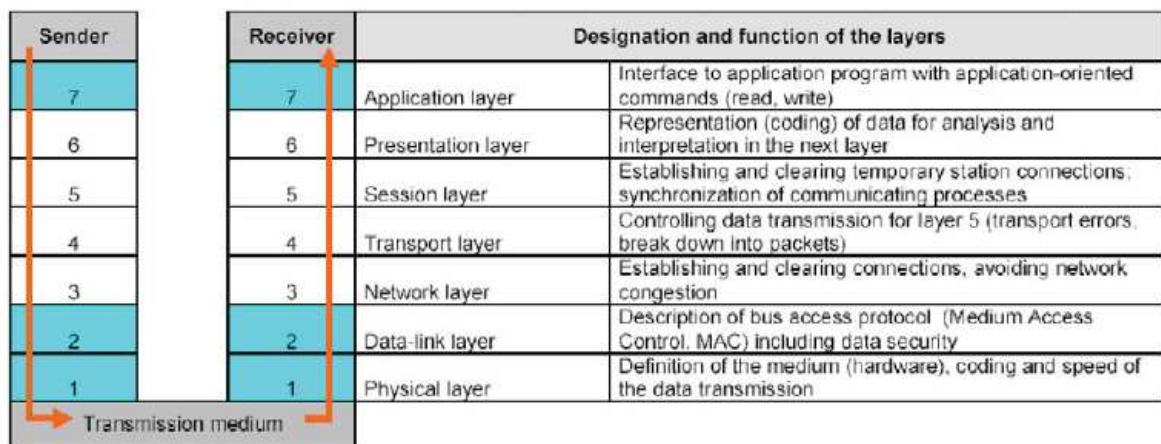 Sender Receiver Designation and function of the layers
7 7 Application layer Interface to application program with application-oriented
commands (read, write)
6 6 Presentation layer Representation (coding) of data for analysis and
interpretation in the next layer
5 5 Session layer Establishing and clearing temporary station connections;
synchronization of communicating processes
4 4 Transport layer Controlling data transmission for layer 5 (transport errors,
break down into packets)
3 3 Network layer Establishing and clearing connections, avoiding network
congestion
2 2 Data-link layer Description of bus access protocol (Medium Access
Control, MAC) including data security
1 1 Physical layer Definition of the medium (hardware), coding and speed of
the data transmission
Transmission medium